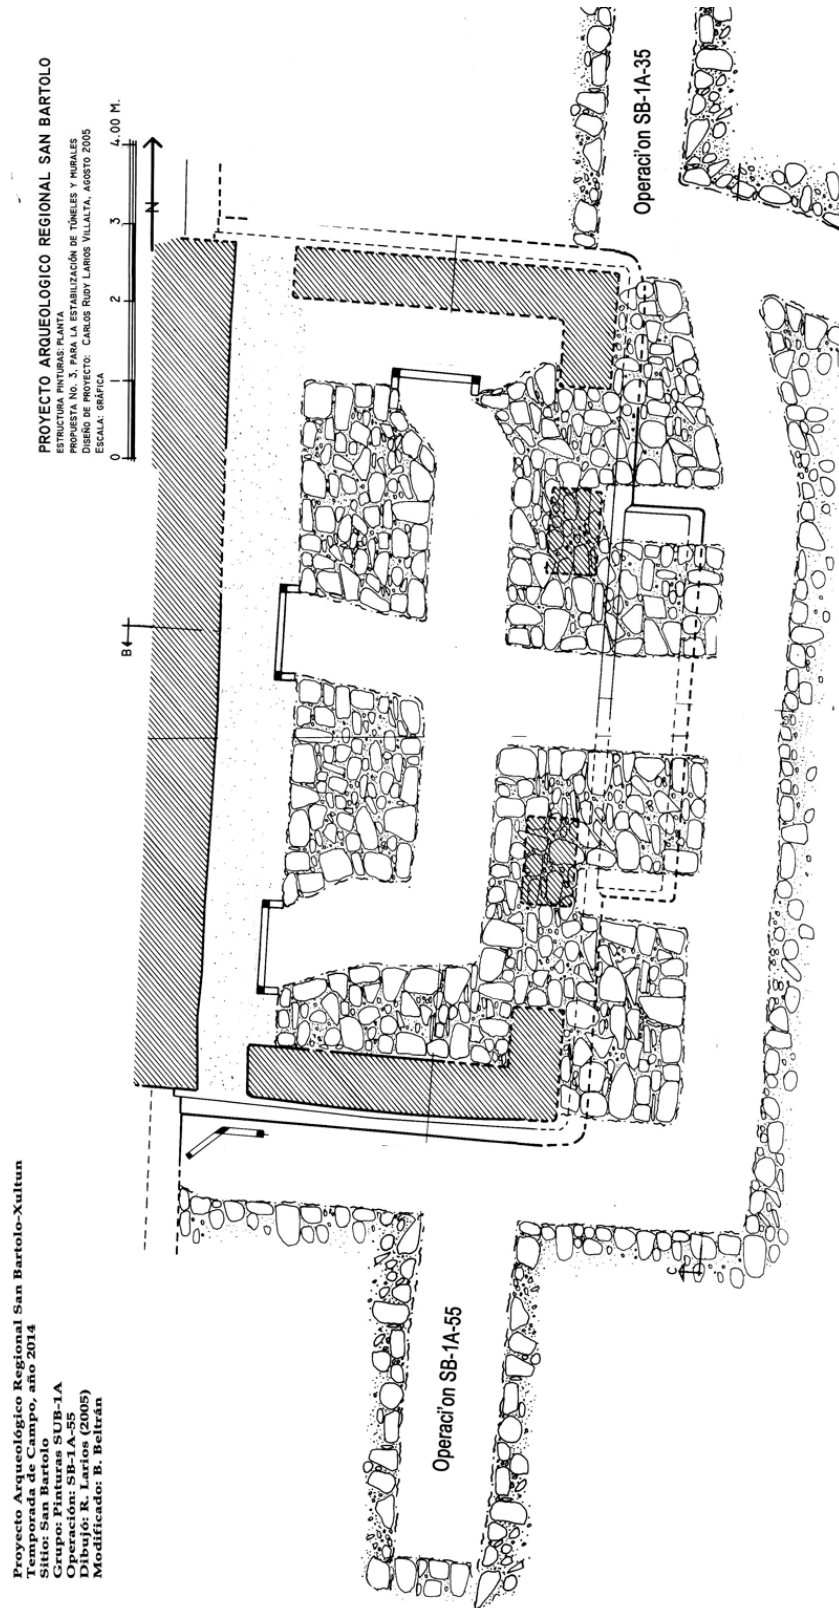 PROYECTO ARQUEOLOGICO REGIONAL SAN BARTOLO
ESTRUCTURA PINTURAS: PLANTA
PROPUESTA No. 3, PARA LA ESTABILIZACIÓN DE TÚNELES Y MURALES
DISEÑO DE PROYECTO: CARLOS RUDY LARIOS VILLALTA, AGOSTO 2005
ESCALA: GRÁFICA
0 1 2 3 4.00 M.
N
Operaci'on SB-1A-35
B
C
Operaci'on SB-1A-55
Proyecto Arqueológico Regional San Bartolo-Xultun
Temporada de Campo, año 2014
Sitio: San Bartolo
Grupo: Pinturas SUB-1A
Operación: SB-1A-55
Dibujó: R. Larios (2005)
Modificado: B. Beltrán